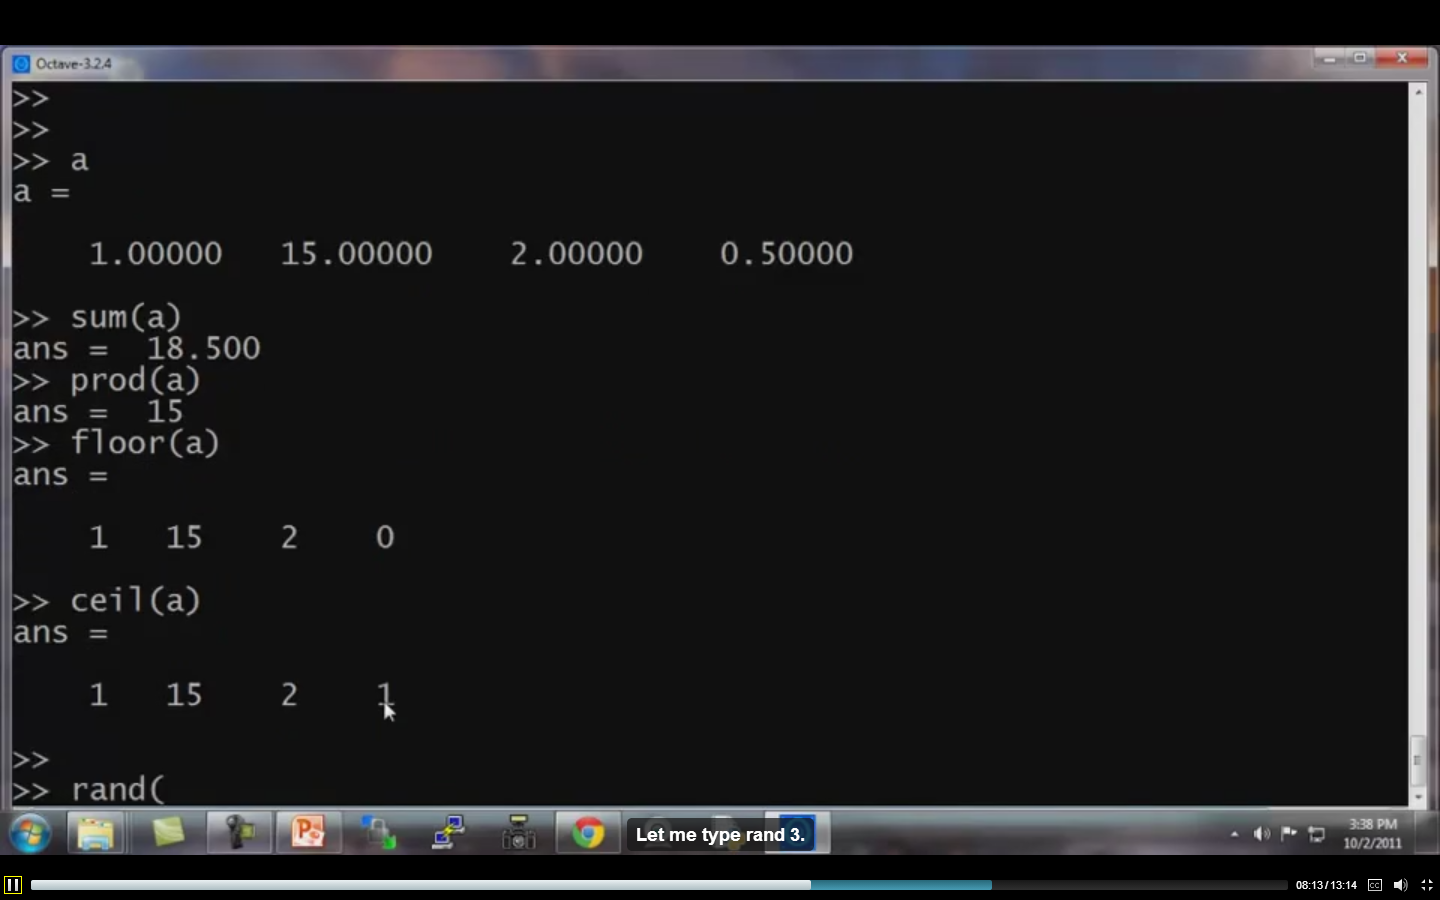 Octave-3.2.4
>>
>>
>> a
a =
1.00000 15.00000 2.00000 0.50000
>> sum(a)
ans = 18.500
>> prod(a)
ans = 15
>> floor(a)
ans =
1 15 2 0
>> ceil(a)
ans =
1 15 2 1
>>
>> rand(
Let me type rand 3.
3:38 PM
10/2/2011
08:13/13:14
CC